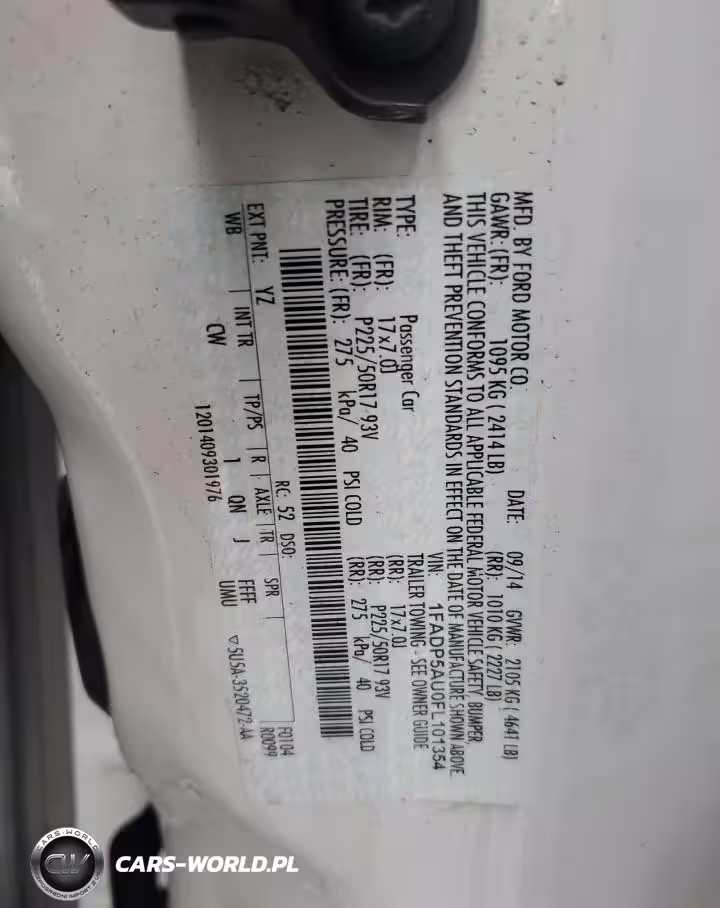 MFD. BY FORD MOTOR CO. DATE: 09/14 GVWR: 2105 KG ( 4641 LB)
GAWR: (FR): 1095 KG ( 2414 LB) (RR): 1010 KG ( 2227 LB)
THIS VEHICLE CONFORMS TO ALL APPLICABLE FEDERAL MOTOR VEHICLE SAFETY, BUMPER,
AND THEFT PREVENTION STANDARDS IN EFFECT ON THE DATE OF MANUFACTURE SHOWN ABOVE.
VIN: 1FADP5AU0FL101354
TYPE: Passenger Car TRAILER TOWING - SEE OWNER GUIDE
RIM: (FR): 17x7.0J (RR): 17x7.0J
TIRE: (FR): P225/50R17 93V (RR): P225/50R17 93V
PRESSURE: (FR): 275 kPa/ 40 PSI COLD (RR): 275 kPa/ 40 PSI COLD
F0104
R0099
EXT PNT: YZ RC: 52 DSO:
WB INT TR TP/PS R AXLE TR SPR
CW 1 QN J FFFF
1201409301976 UMU ▽5U5A-3520472-AA
CARS-WORLD
CW
CARS-WORLD.PL